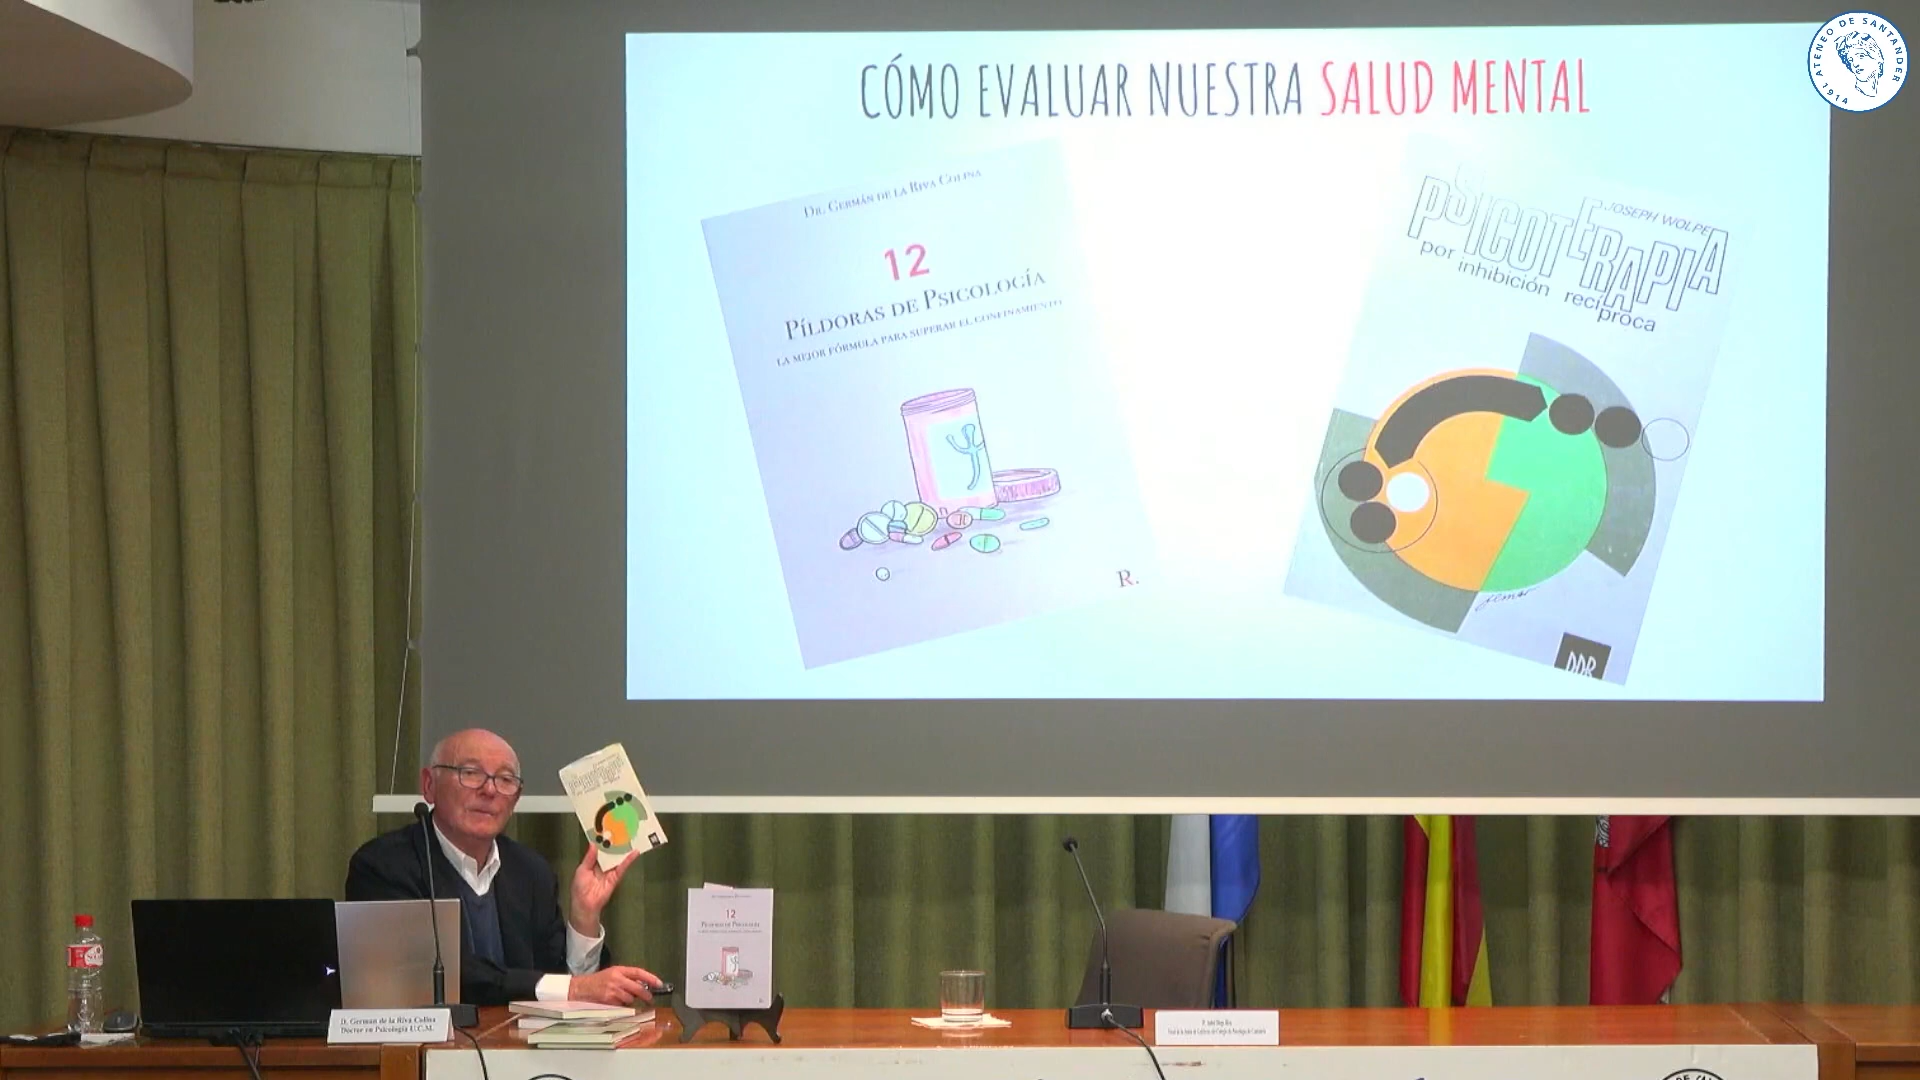 ATENEO DE SANTANDER
1914
CÓMO EVALUAR NUESTRA SALUD MENTAL
DR. GERMÁN DE LA RIVA COLINA
12
PÍLDORAS DE PSICOLOGÍA
LA MEJOR FÓRMULA PARA SUPERAR EL CONFINAMIENTO
R.
JOSEPH WOLPE
PSICOTERAPIA
por inhibición recíproca
DDR
12
PÍLDORAS DE PSICOLOGÍA
D. German de la Riva Colina
Doctor en Psicología U.C.M.